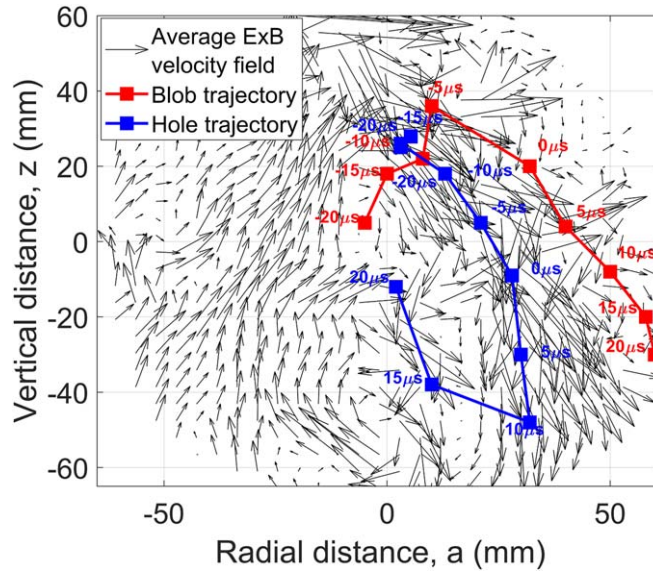 60
40
20
0
-20
-40
-60
Vertical distance, z (mm)
Average ExB
velocity field
Blob trajectory
Hole trajectory
-5μs
-15μs
-20μs
-10μs
0μs
-15μs
-10μs
-20μs
-20μs
-5μs
5μs
10μs
0μs
20μs
15μs
20μs
5μs
15μs
10μs
-50
0
50
Radial distance, a (mm)